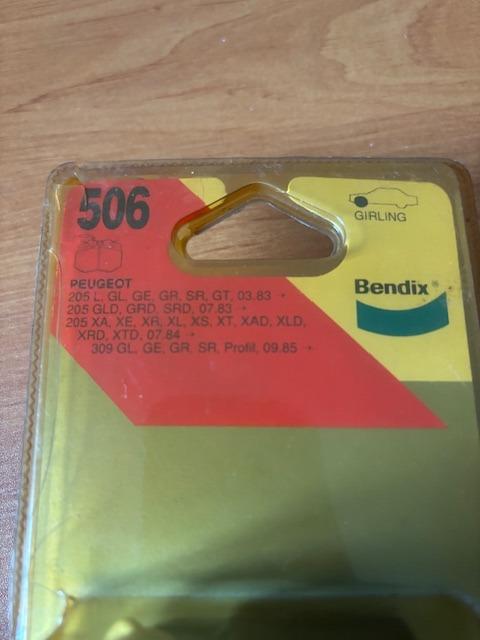 506
GIRLING
PEUGEOT
205 L, GL, GE, GR, SR, GT, 03.83 →
205 GLD, GRD, SRD, 07.83 →
205 XA, XE, XR, XL, XS, XT, XAD, XLD,
XRD, XTD, 07.84 →
309 GL, GE, GR, SR, Profil, 09.85 →
Bendix®